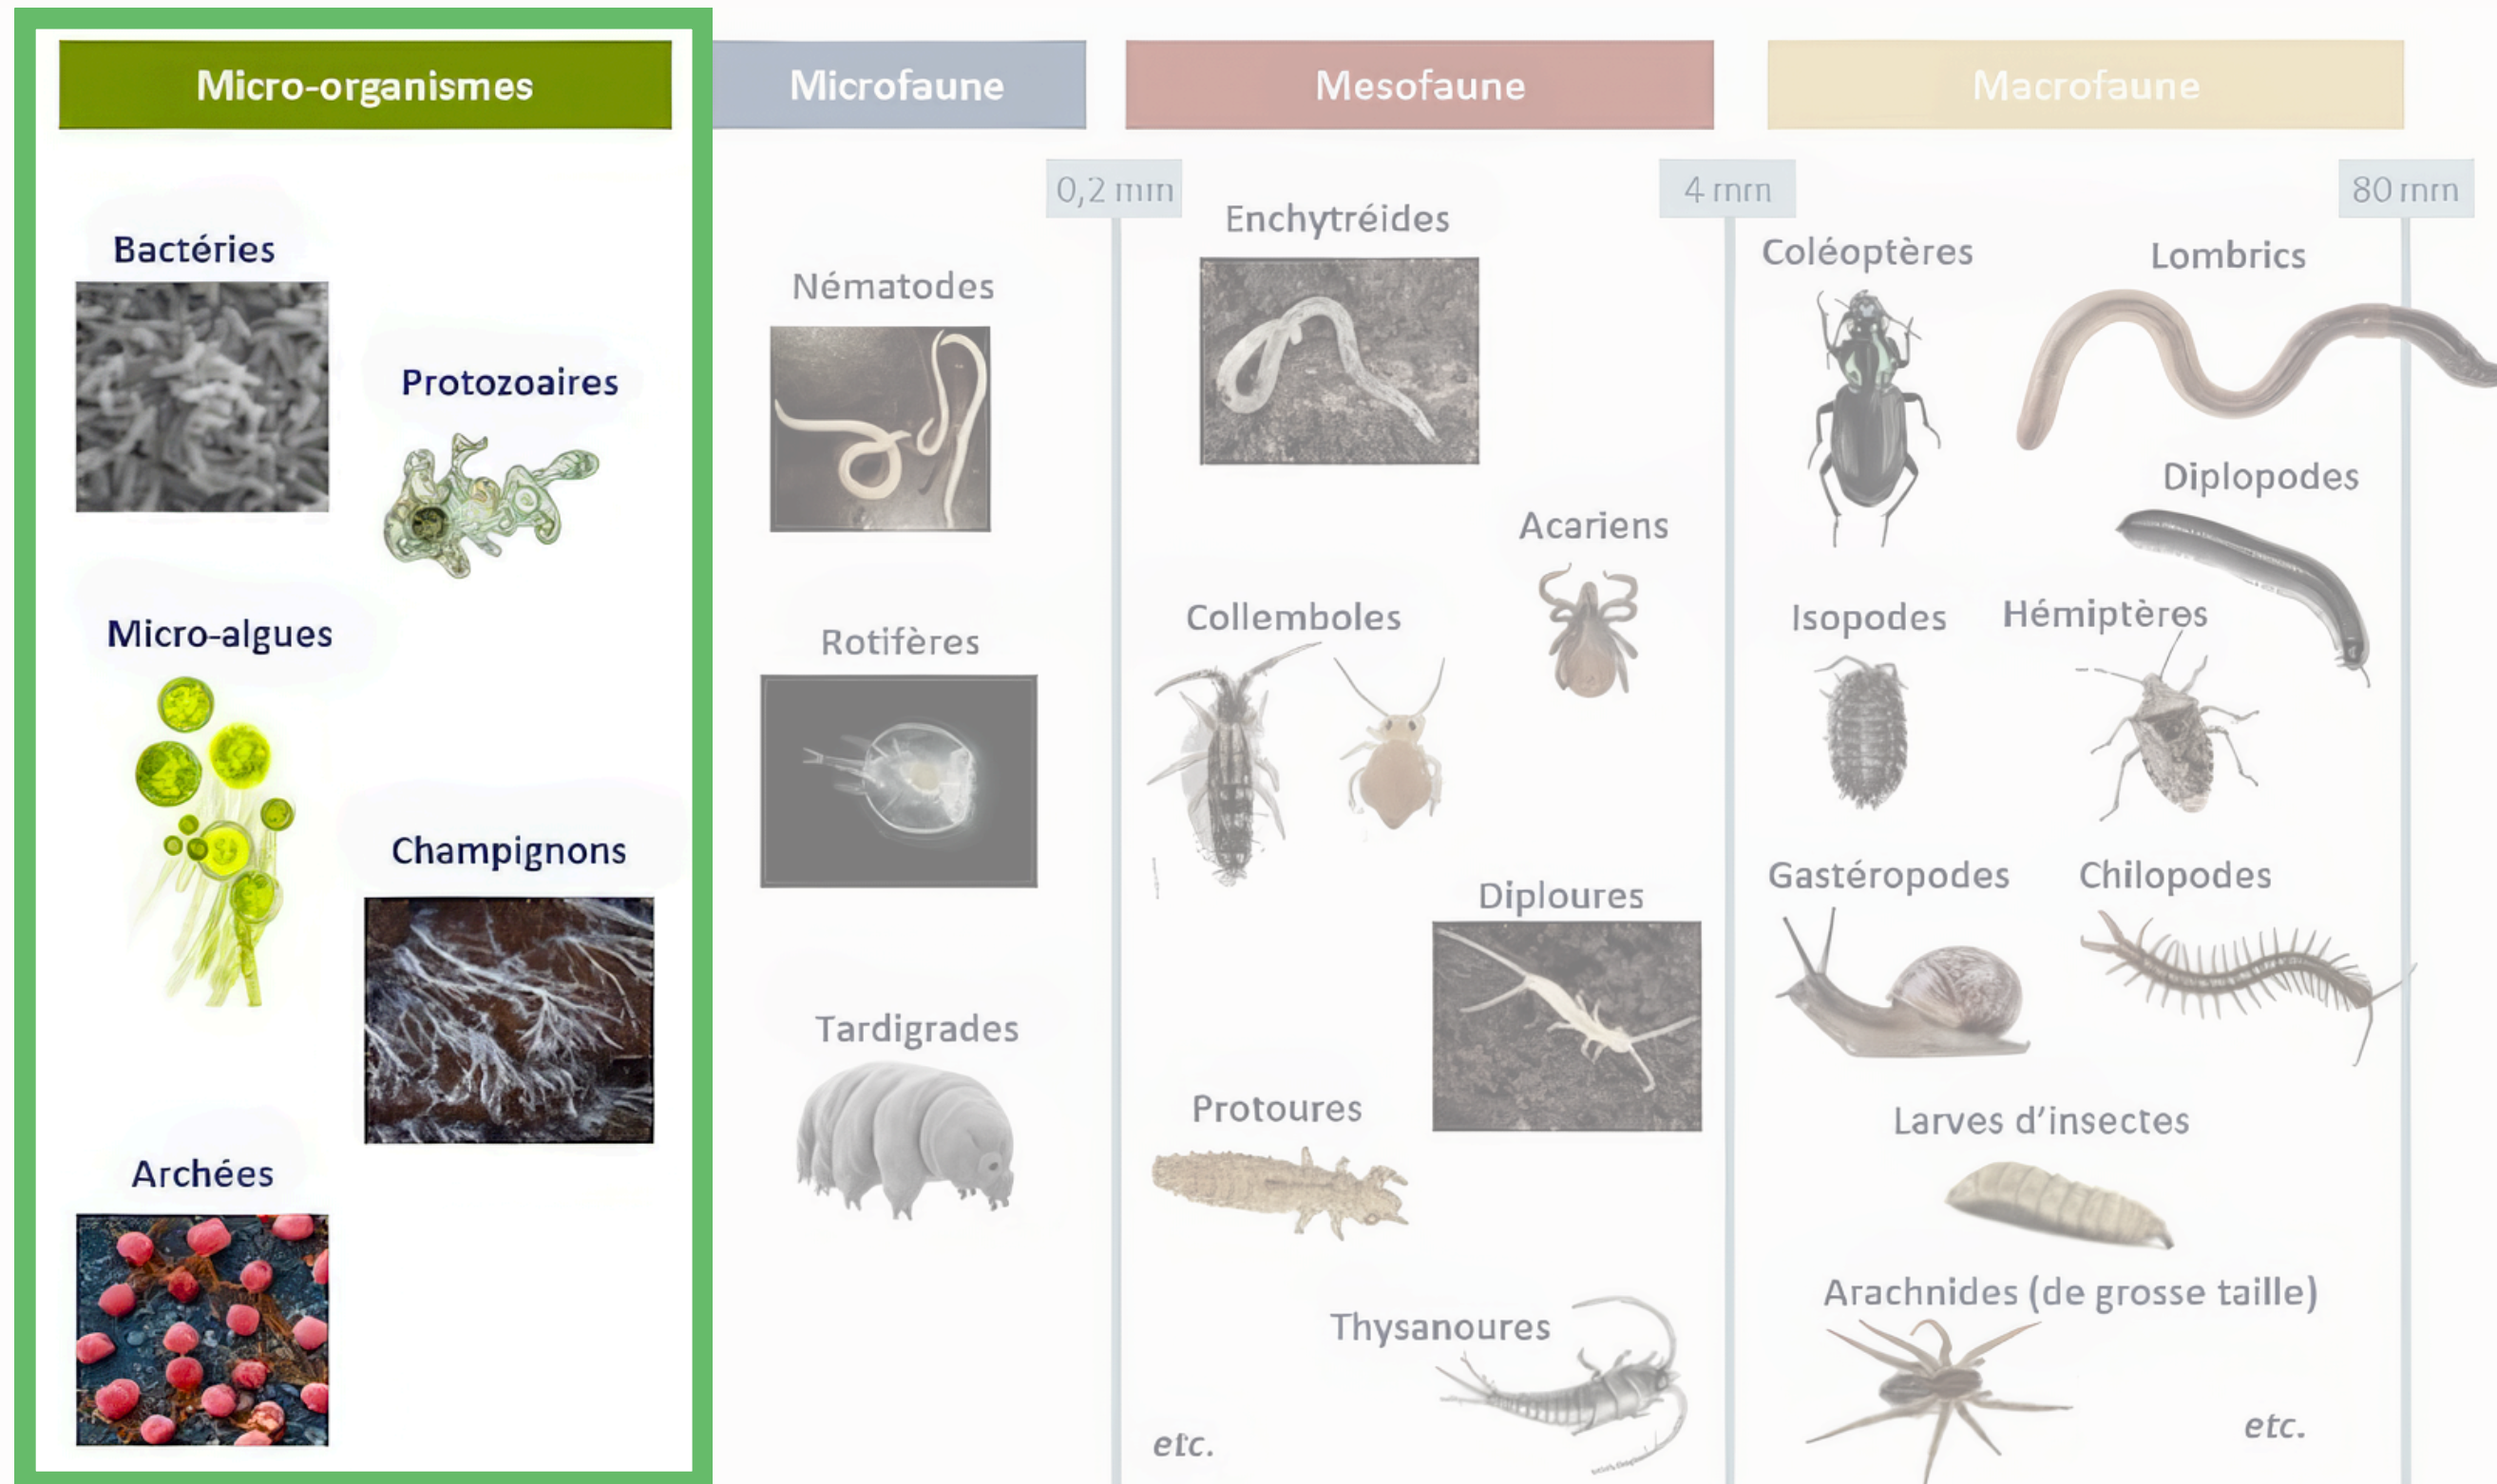 Micro-organismes
Microfaune
Mesofaune
Macrofaune
0,2 mm
4 mm
80 mm
Bactéries
Protozoaires
Micro-algues
Champignons
Archées
Nématodes
Rotifères
Tardigrades
Enchytréides
Acariens
Collemboles
Diploures
Protoures
Thysanoures
etc.
Coléoptères
Lombrics
Diplopodes
Isopodes
Hémiptères
Gastéropodes
Chilopodes
Larves d'insectes
Arachnides (de grosse taille)
etc.